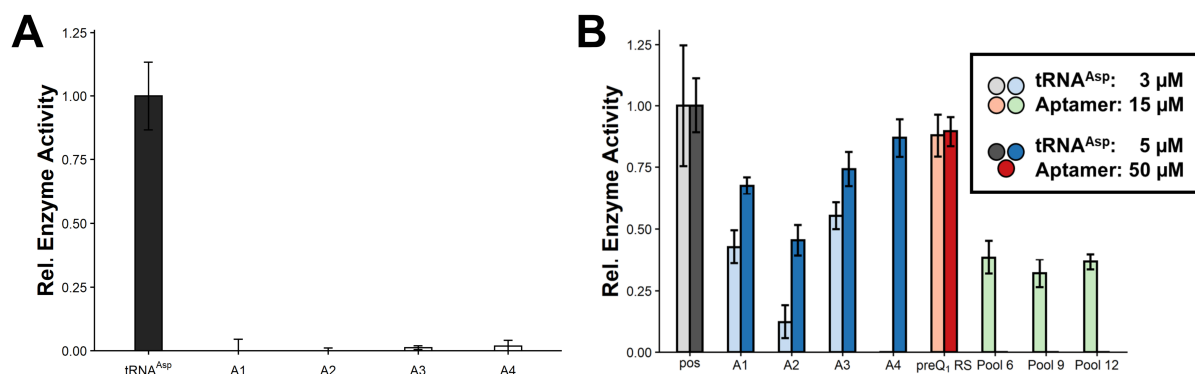 A
Rel. Enzyme Activity
1.25
1.00
0.75
0.50
0.25
0.00
tRNAᴬˢᵖ A1 A2 A3 A4
B
Rel. Enzyme Activity
1.25
1.00
0.75
0.50
0.25
0.00
pos A1 A2 A3 A4 preQ₁ RS Pool 6 Pool 9 Pool 12
tRNAᴬˢᵖ: 3 µM
Aptamer: 15 µM
tRNAᴬˢᵖ: 5 µM
Aptamer: 50 µM